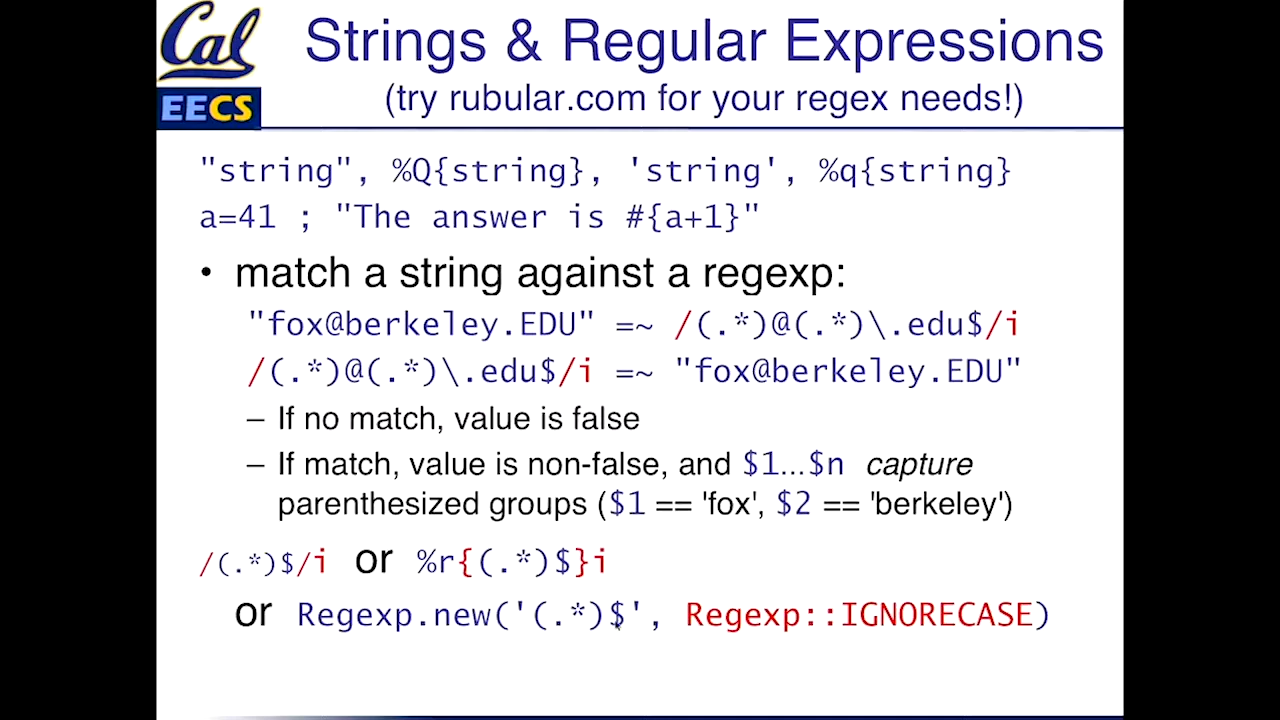 Cal
EECS
Strings & Regular Expressions
(try rubular.com for your regex needs!)
"string", %Q{string}, 'string', %q{string}
a=41 ; "The answer is #{a+1}"
• match a string against a regexp:
"fox@berkeley.EDU" =~ /(.*)@(.*)\.edu$/i
/(.*)@(.*)\.edu$/i =~ "fox@berkeley.EDU"
– If no match, value is false
– If match, value is non-false, and $1...$n capture
parenthesized groups ($1 == 'fox', $2 == 'berkeley')
/(.*)$/i or %r{(.*)$}i
or Regexp.new('(.*)$', Regexp::IGNORECASE)